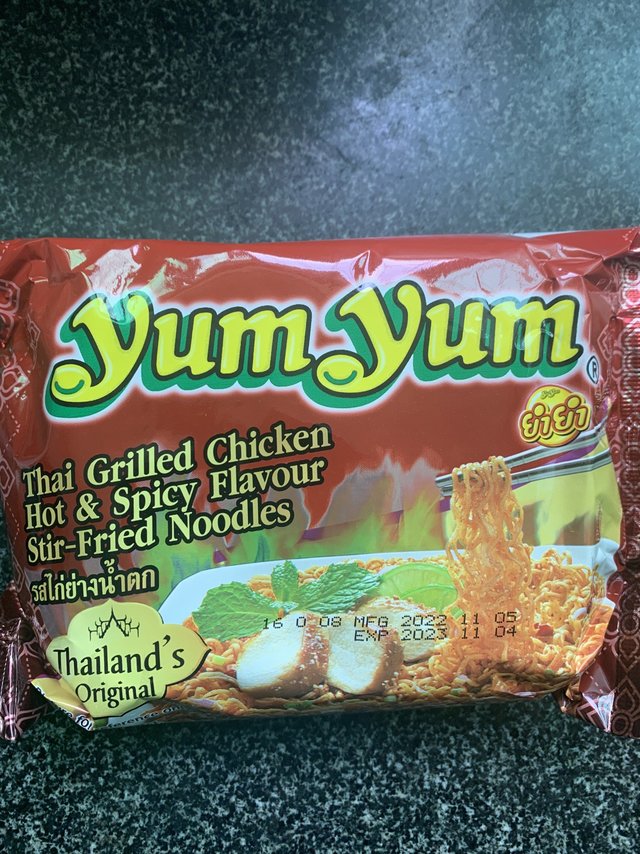 yum yum
®
ยำยำ
Thai Grilled Chicken
Hot & Spicy Flavour
Stir-Fried Noodles
รสไก่ย่างน้ำตก
16 0 08 MFG 2022 11 05
EXP 2023 11 04
Thailand's
Original